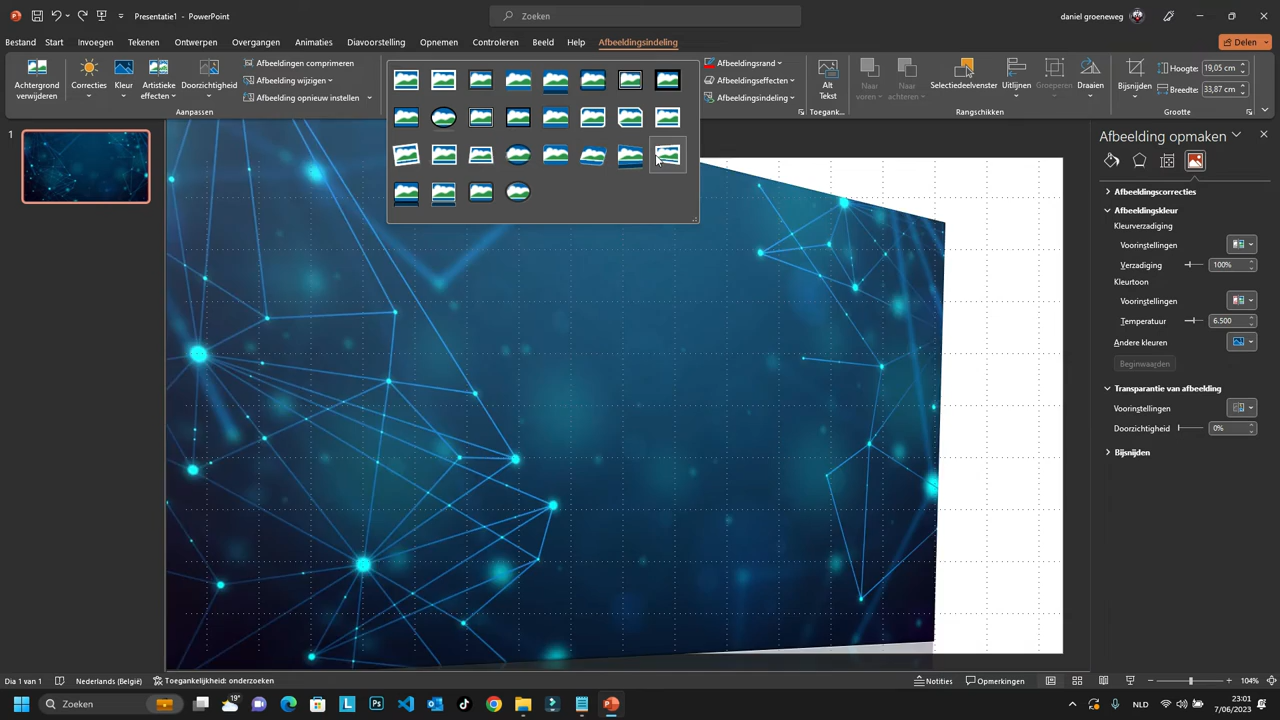 Presentatie1 - PowerPoint
Zoeken
daniel groeneweg
Bestand Start Invoegen Tekenen Ontwerpen Overgangen Animaties Diavoorstelling Opnemen Controleren Beeld Help Afbeeldingsindeling
Delen
Achtergrond verwijderen
Correcties
Kleur
Artistieke effecten
Doorzichtigheid
Afbeeldingen comprimeren
Afbeelding wijzigen
Afbeelding opnieuw instellen
Aanpassen
Afbeeldingsrand
Afbeeldingseffecten
Afbeeldingsindeling
Alt Tekst
Toegank...
Naar voren
Naar achteren
Selectiedeelvenster
Uitlijnen
Groeperen
Draaien
Rangschikken
Bijsnijden
Hoogte: 19,05 cm
Breedte: 33,87 cm
Grootte
1
Afbeelding opmaken
Afbeeldingscorrecties
Afbeeldingskleur
Kleurverzadiging
Voorinstellingen
Verzadiging 100%
Kleurtoon
Voorinstellingen
Temperatuur 6.500
Andere kleuren
Beginwaarden
Transparantie van afbeelding
Voorinstellingen
Doorzichtigheid 0%
Bijsnijden
Dia 1 van 1
Nederlands (België)
Toegankelijkheid: onderzoeken
Notities
Opmerkingen
104%
Zoeken
19°
NLD
23:01
7/06/2023